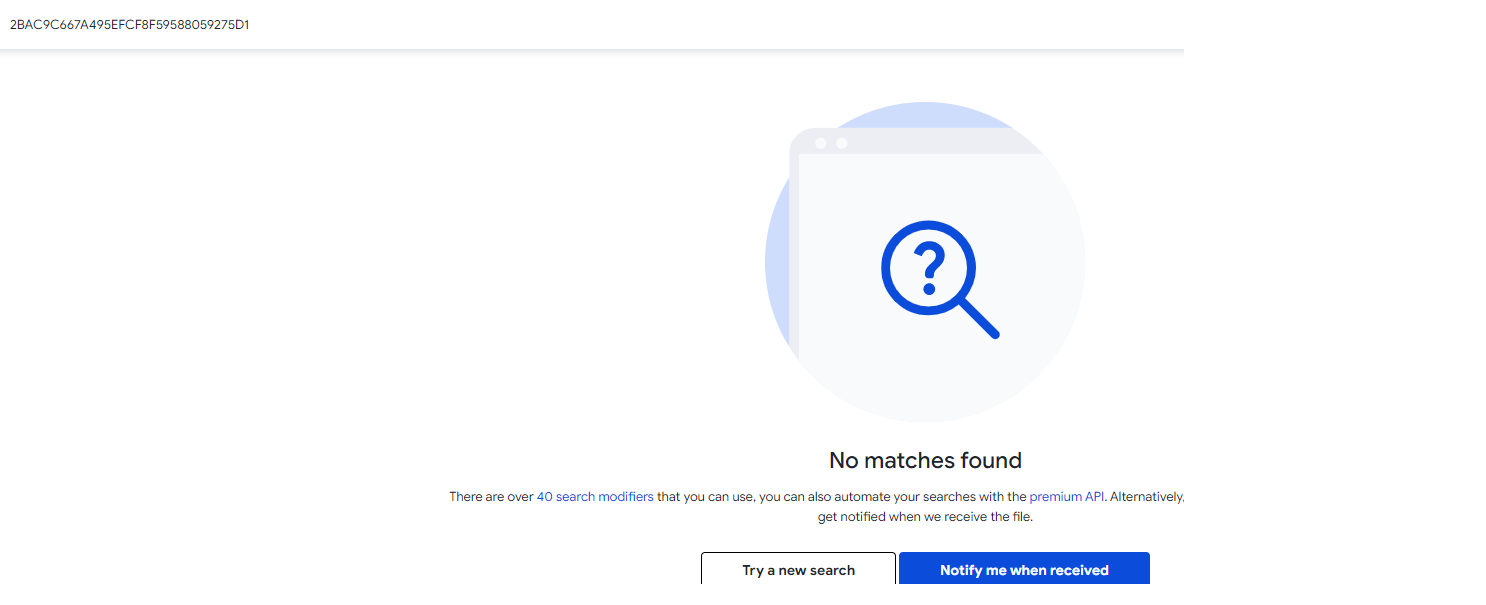 2BAC9C667A495EFCF8F59588059275D1
No matches found
There are over 40 search modifiers that you can use, you can also automate your searches with the premium API. Alternatively,
get notified when we receive the file.
Try a new search
Notify me when received